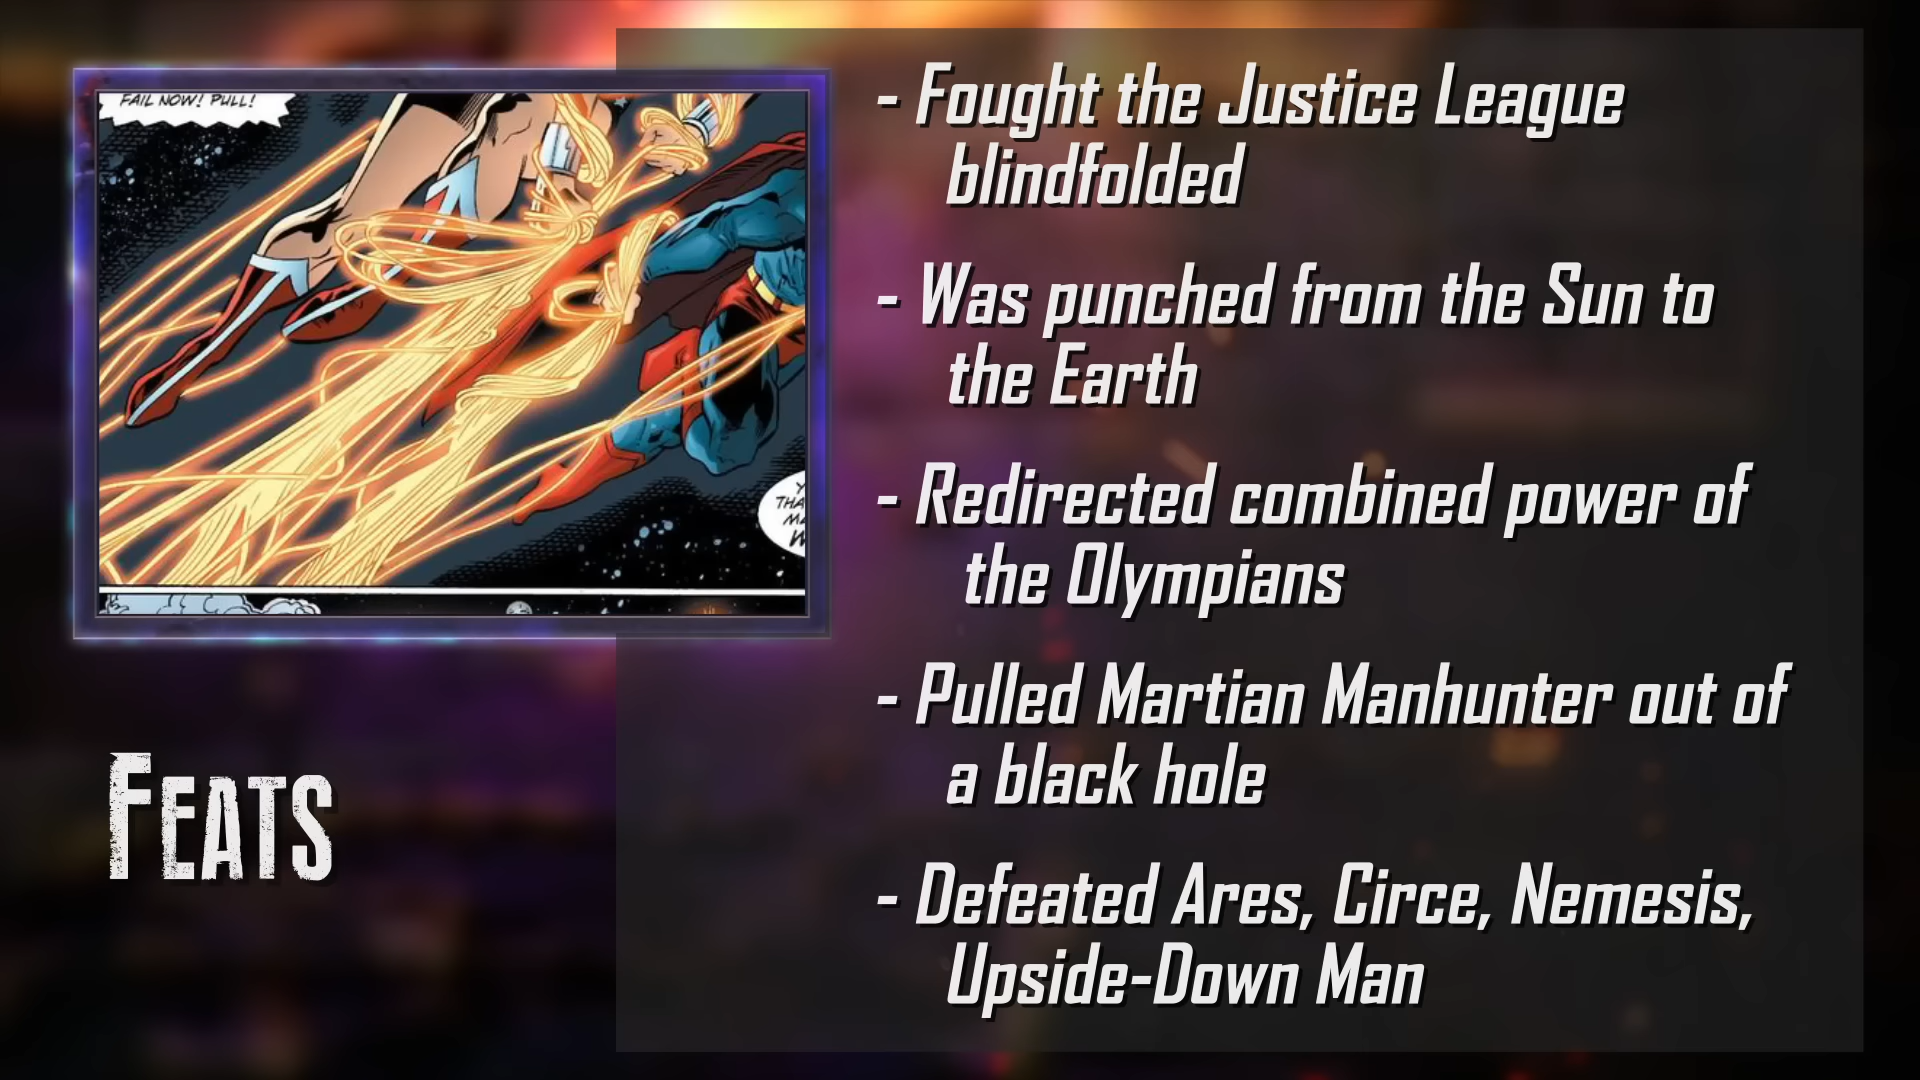 FAIL NOW! PULL!
- Fought the Justice League
blindfolded
- Was punched from the Sun to
the Earth
- Redirected combined power of
the Olympians
- Pulled Martian Manhunter out of
a black hole
- Defeated Ares, Circe, Nemesis,
Upside-Down Man
Feats